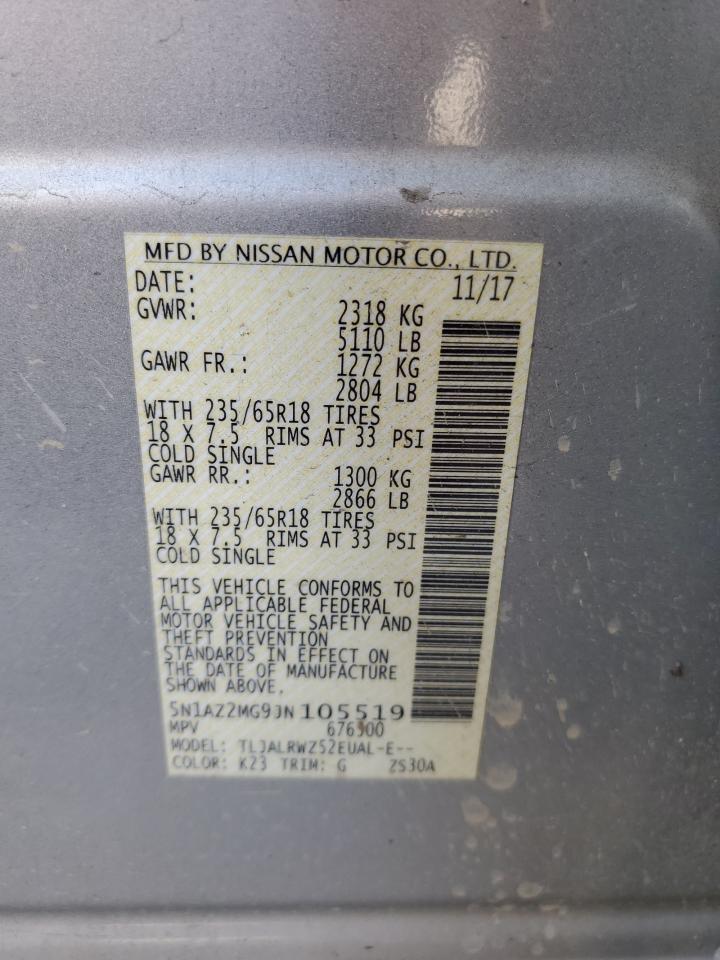 MFD BY NISSAN MOTOR CO., LTD.
DATE: 11/17
GVWR: 2318 KG
5110 LB
GAWR FR.: 1272 KG
2804 LB
WITH 235/65R18 TIRES
18 X 7.5 RIMS AT 33 PSI
COLD SINGLE
GAWR RR.: 1300 KG
2866 LB
WITH 235/65R18 TIRES
18 X 7.5 RIMS AT 33 PSI
COLD SINGLE
THIS VEHICLE CONFORMS TO
ALL APPLICABLE FEDERAL
MOTOR VEHICLE SAFETY AND
THEFT PREVENTION
STANDARDS IN EFFECT ON
THE DATE OF MANUFACTURE
SHOWN ABOVE.
5N1AZ2MG9JN105519
MPV
MODEL: TLJALRWZ52EUAL-E--
COLOR: K23 TRIM: G ZS30A